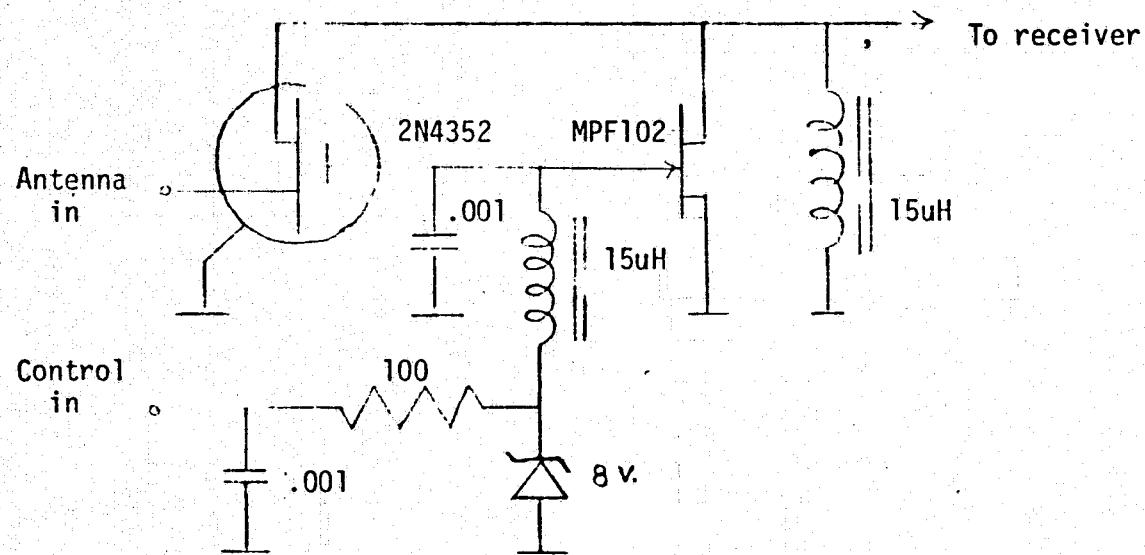 To receiver
2N4352
MPF102
Antenna
in
.001
15uH
15uH
Control
in
100
.001
8 v.